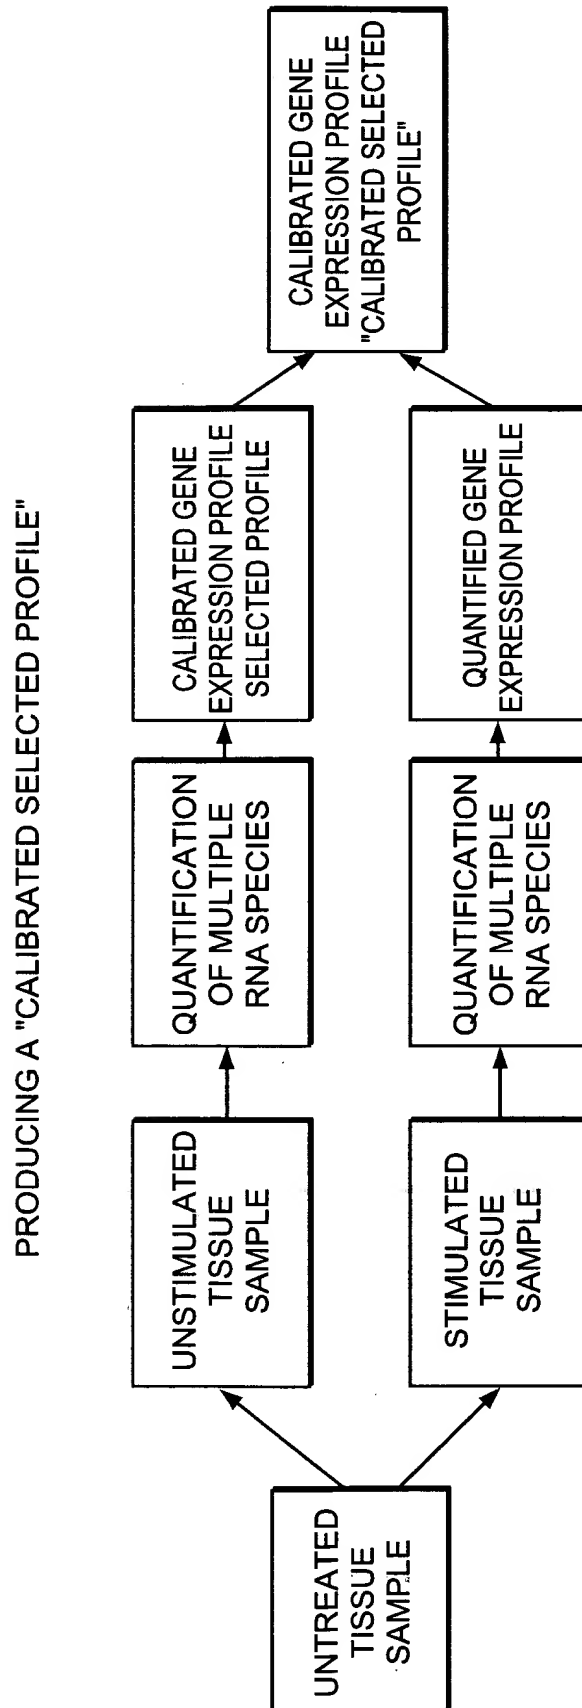 PRODUCING A "CALIBRATED SELECTED PROFILE"
UNTREATED
TISSUE
SAMPLE
UNSTIMULATED
TISSUE
SAMPLE
QUANTIFICATION
OF MULTIPLE
RNA SPECIES
CALIBRATED GENE
EXPRESSION PROFILE
SELECTED PROFILE
STIMULATED
TISSUE
SAMPLE
QUANTIFICATION
OF MULTIPLE
RNA SPECIES
QUANTIFIED GENE
EXPRESSION PROFILE
CALIBRATED GENE
EXPRESSION PROFILE
"CALIBRATED SELECTED
PROFILE"